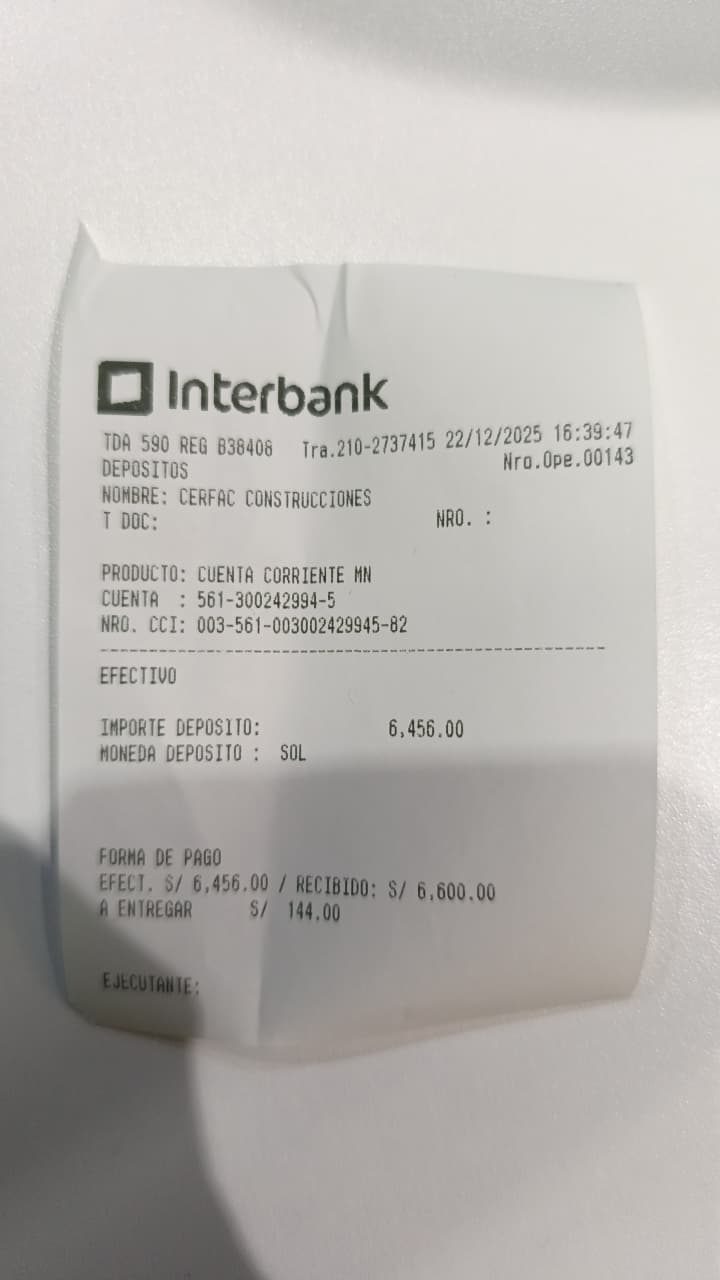 Interbank
TDA 590 REG B38408 Tra.210-2737415 22/12/2025 16:39:47
DEPOSITOS Nro.Ope.00143
NOMBRE: CERFAC CONSTRUCCIONES
T DOC: NRO. :
PRODUCTO: CUENTA CORRIENTE MN
CUENTA : 561-300242994-5
NRO. CCI: 003-561-003002429945-82
EFECTIVO
IMPORTE DEPOSITO: 6,456.00
MONEDA DEPOSITO : SOL
FORMA DE PAGO
EFECT. S/ 6,456.00 / RECIBIDO: S/ 6,600.00
A ENTREGAR S/ 144.00
EJECUTANTE: